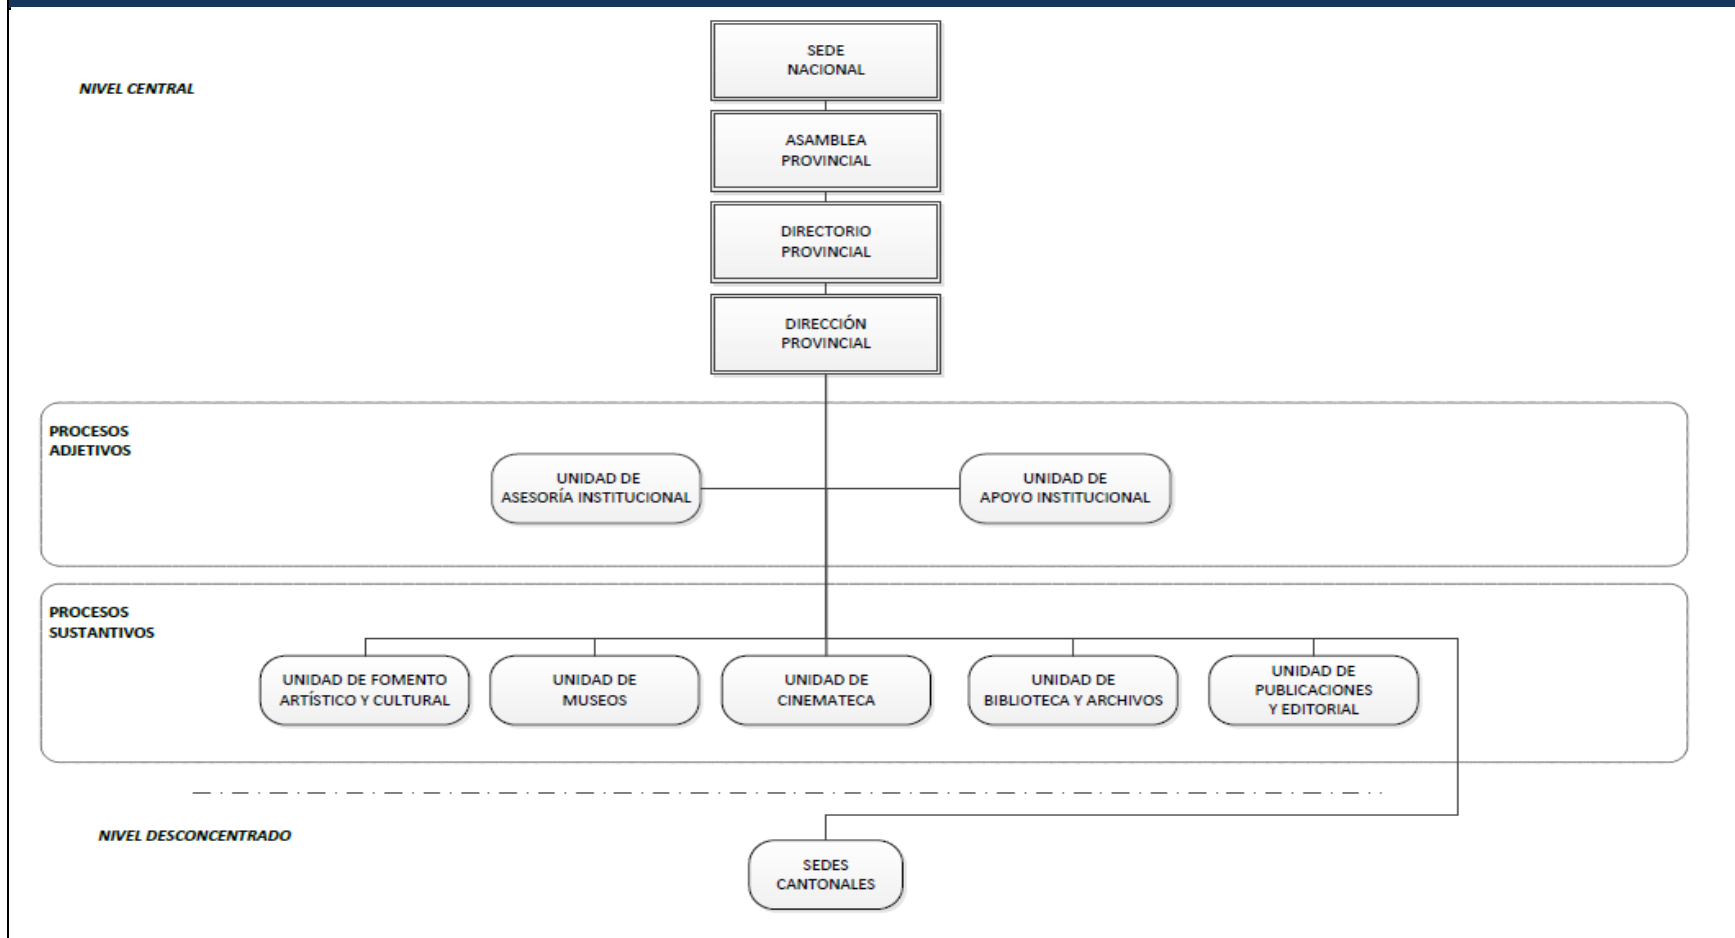 SEDE
NACIONAL
NIVEL CENTRAL
ASAMBLEA
PROVINCIAL
DIRECTORIO
PROVINCIAL
DIRECCIÓN
PROVINCIAL
PROCESOS
ADJETIVOS
UNIDAD DE
ASESORÍA INSTITUCIONAL
UNIDAD DE
APOYO INSTITUCIONAL
PROCESOS
SUSTANTIVOS
UNIDAD DE FOMENTO
ARTÍSTICO Y CULTURAL
UNIDAD DE
MUSEOS
UNIDAD DE
CINEMATECA
UNIDAD DE
BIBLIOTECA Y ARCHIVOS
UNIDAD DE
PUBLICACIONES
Y EDITORIAL
NIVEL DESCONCENTRADO
SEDES
CANTONALES